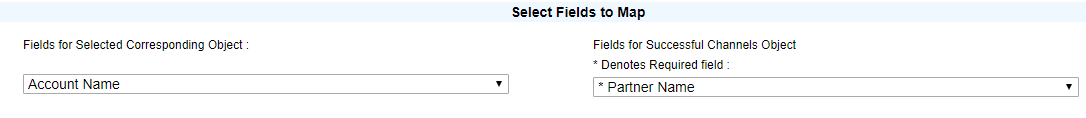 Select Fields to Map
Fields for Selected Corresponding Object :
Account Name
Fields for Successful Channels Object
* Denotes Required field :
* Partner Name